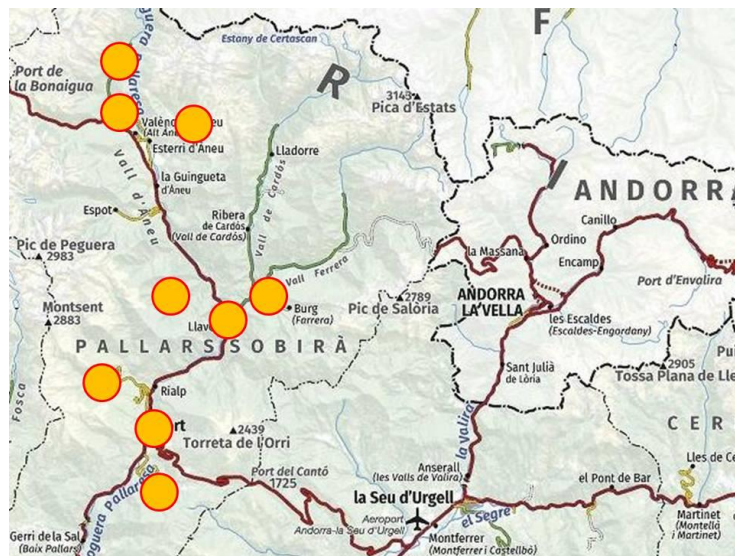 Estany de Certascan
F
R
Port de
la Bonaigua
3143
Pica d'Estats
(Alt Àn
Esterri d'Àneu
Lladorre
la Guingueta
d'Àneu
Vall d'Àneu
Vall de Cardós
I
ANDORRA
Espot
Ribera
de Cardós
(Vall de Cardós)
Canillo
Ordino
Pic de Peguera
2983
la Massana
Encamp
Vall Ferrera
Port d'Envalira
Montsent
2883
Burg
(Farrera)
2789
Pic de Salòria
ANDORRA
LA VELLA
les Escaldes
(Escaldes-Engordany)
PALLARS SOBIRÀ
Sant Julià
de Lòria
2905
Tossa Plana de Lle
Rialp
Fosca
la Valira
CER
2439
Torreta de l'Orri
Port del Cantó
1725
Anserall
(les Valls de Valira)
Lles de Ce
el Pont de Bar
la Seu d'Urgell
el Segre
Martinet
(Montellà
i Martinet)
Aeroport
Andorra-la Seu d'Urgell
Montferrer
(Montferrer i Castellbò)
Gerri de la Sal
(Baix Pallars)
oguera Pallaresa